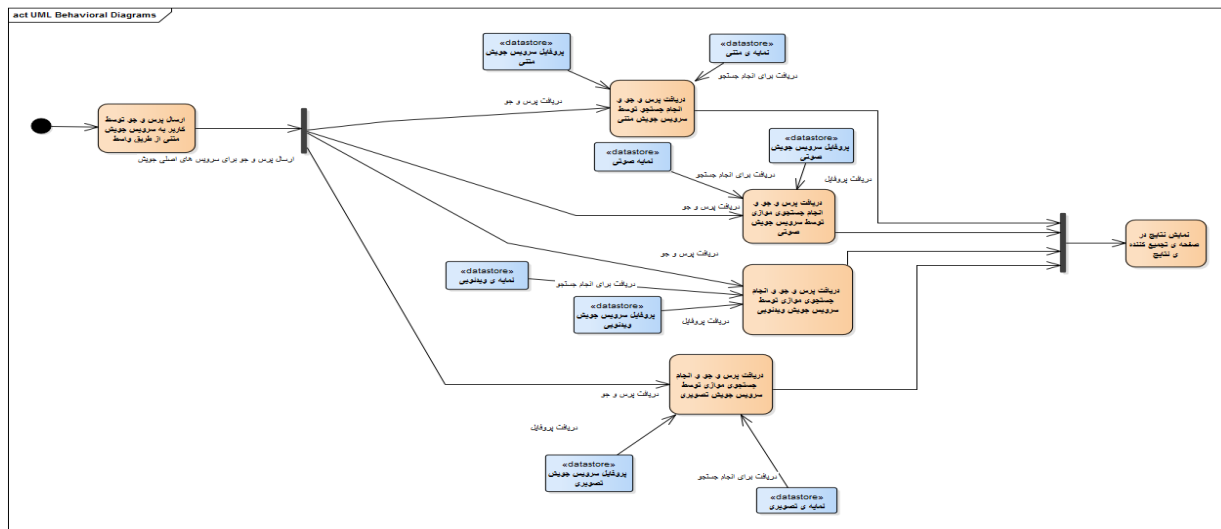 act UML Behavioral Diagrams
«datastore»
پروفایل سرویس جویش
متنی
«datastore»
نمایه ی متنی
دریافت برای انجام جستجو
دریافت پرس و جو و
انجام جستجو توسط
سرویس جویش متنی
دریافت پرس و جو
ارسال پرس و جو توسط
کاربر به سرویس جویش
متنی از طریق واسط
ارسال پرس و جو برای سرویس های اصلی جویش
«datastore»
نمایه صوتی
«datastore»
پروفایل سرویس جویش
صوتی
دریافت برای انجام جستجو
دریافت پروفایل
دریافت پرس و جو
دریافت پرس و جو و
انجام جستجوی موازی
توسط سرویس جویش
صوتی
نمایش نتایج در
صفحه ی تجمیع کننده
ی نتایج
دریافت پرس و جو
«datastore»
نمایه ی ویدئویی
دریافت برای انجام جستجو
«datastore»
پروفایل سرویس جویش
ویدئویی
دریافت پروفایل
دریافت پرس و جو و انجام
جستجوی موازی توسط
سرویس جویش ویدئویی
دریافت پرس و جو و انجام
جستجوی موازی توسط
سرویس جویش تصویری
دریافت پرس و جو
دریافت پروفایل
«datastore»
پروفایل سرویس جویش
تصویری
دریافت برای انجام جستجو
«datastore»
نمایه ی تصویری